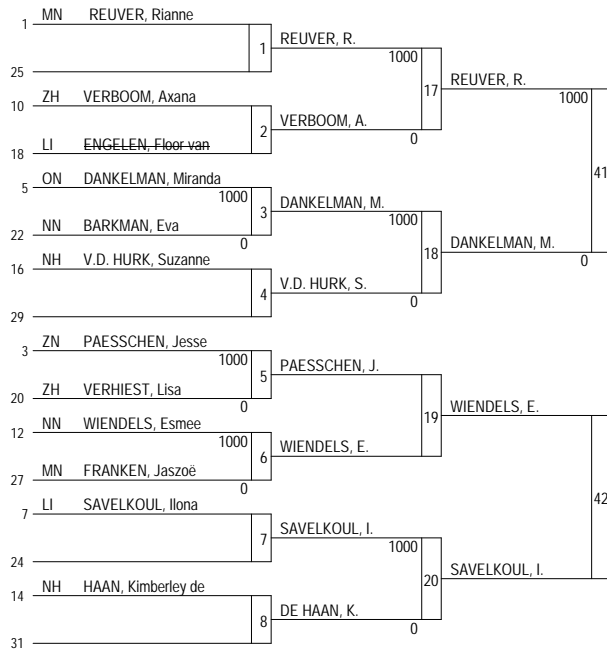 1 MN REUVER, Rianne
1 REUVER, R.
1000
25
17 REUVER, R.
1000
10 ZH VERBOOM, Axana
2 VERBOOM, A.
0
18 LI ENGELEN, Floor van
41
5 ON DANKELMAN, Miranda
1000
3 DANKELMAN, M.
1000
22 NN BARKMAN, Eva
0
18 DANKELMAN, M.
0
16 NH V.D. HURK, Suzanne
4 V.D. HURK, S.
0
29
3 ZN PAESSCHEN, Jesse
1000
5 PAESSCHEN, J.
20 ZH VERHIEST, Lisa
0
19 WIENDELS, E.
12 NN WIENDELS, Esmee
1000
6 WIENDELS, E.
27 MN FRANKEN, Jaszoë
0
42
7 LI SAVELKOUL, Ilona
7 SAVELKOUL, I.
1000
24
20 SAVELKOUL, I.
14 NH HAAN, Kimberley de
8 DE HAAN, K.
0
31